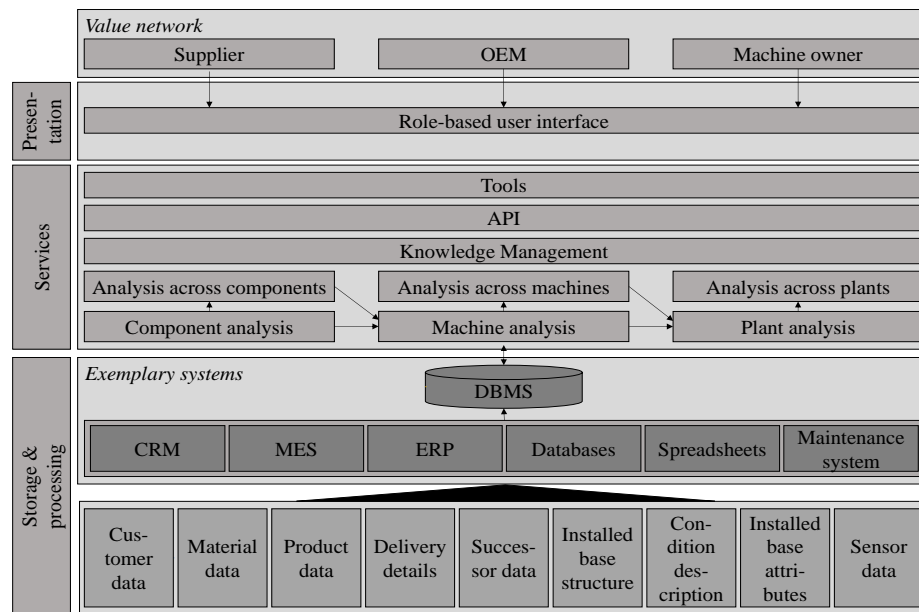 Value network
Supplier
OEM
Machine owner
Presen-
tation
Role-based user interface
Services
Tools
API
Knowledge Management
Analysis across components
Analysis across machines
Analysis across plants
Component analysis
Machine analysis
Plant analysis
Storage &
processing
Exemplary systems
DBMS
CRM
MES
ERP
Databases
Spreadsheets
Maintenance
system
Cus-
tomer
data
Material
data
Product
data
Delivery
details
Succes-
sor data
Installed
base
structure
Con-
dition
des-
cription
Installed
base
attri-
butes
Sensor
data